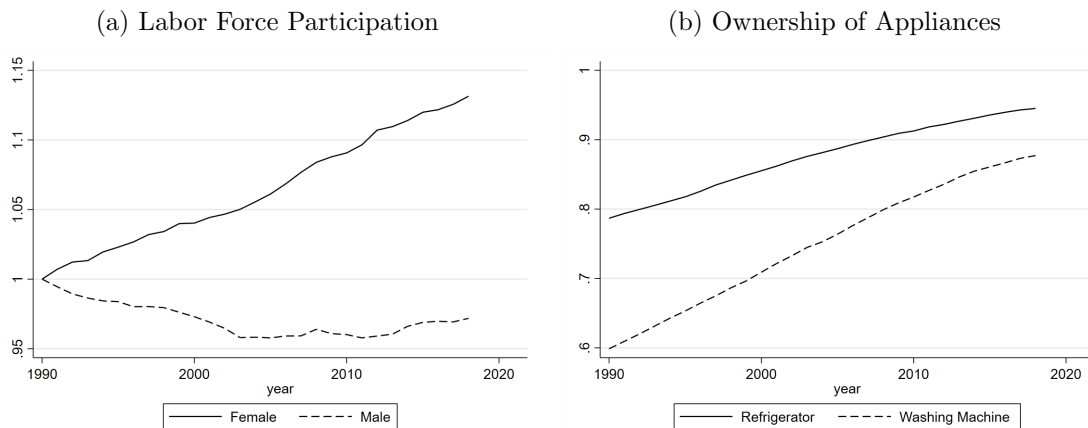 (a) Labor Force Participation
1.15
1.1
1.05
1
.95
1990
2000
2010
2020
year
Female
Male
(b) Ownership of Appliances
1
.9
.8
.7
.6
1990
2000
2010
2020
year
Refrigerator
Washing Machine